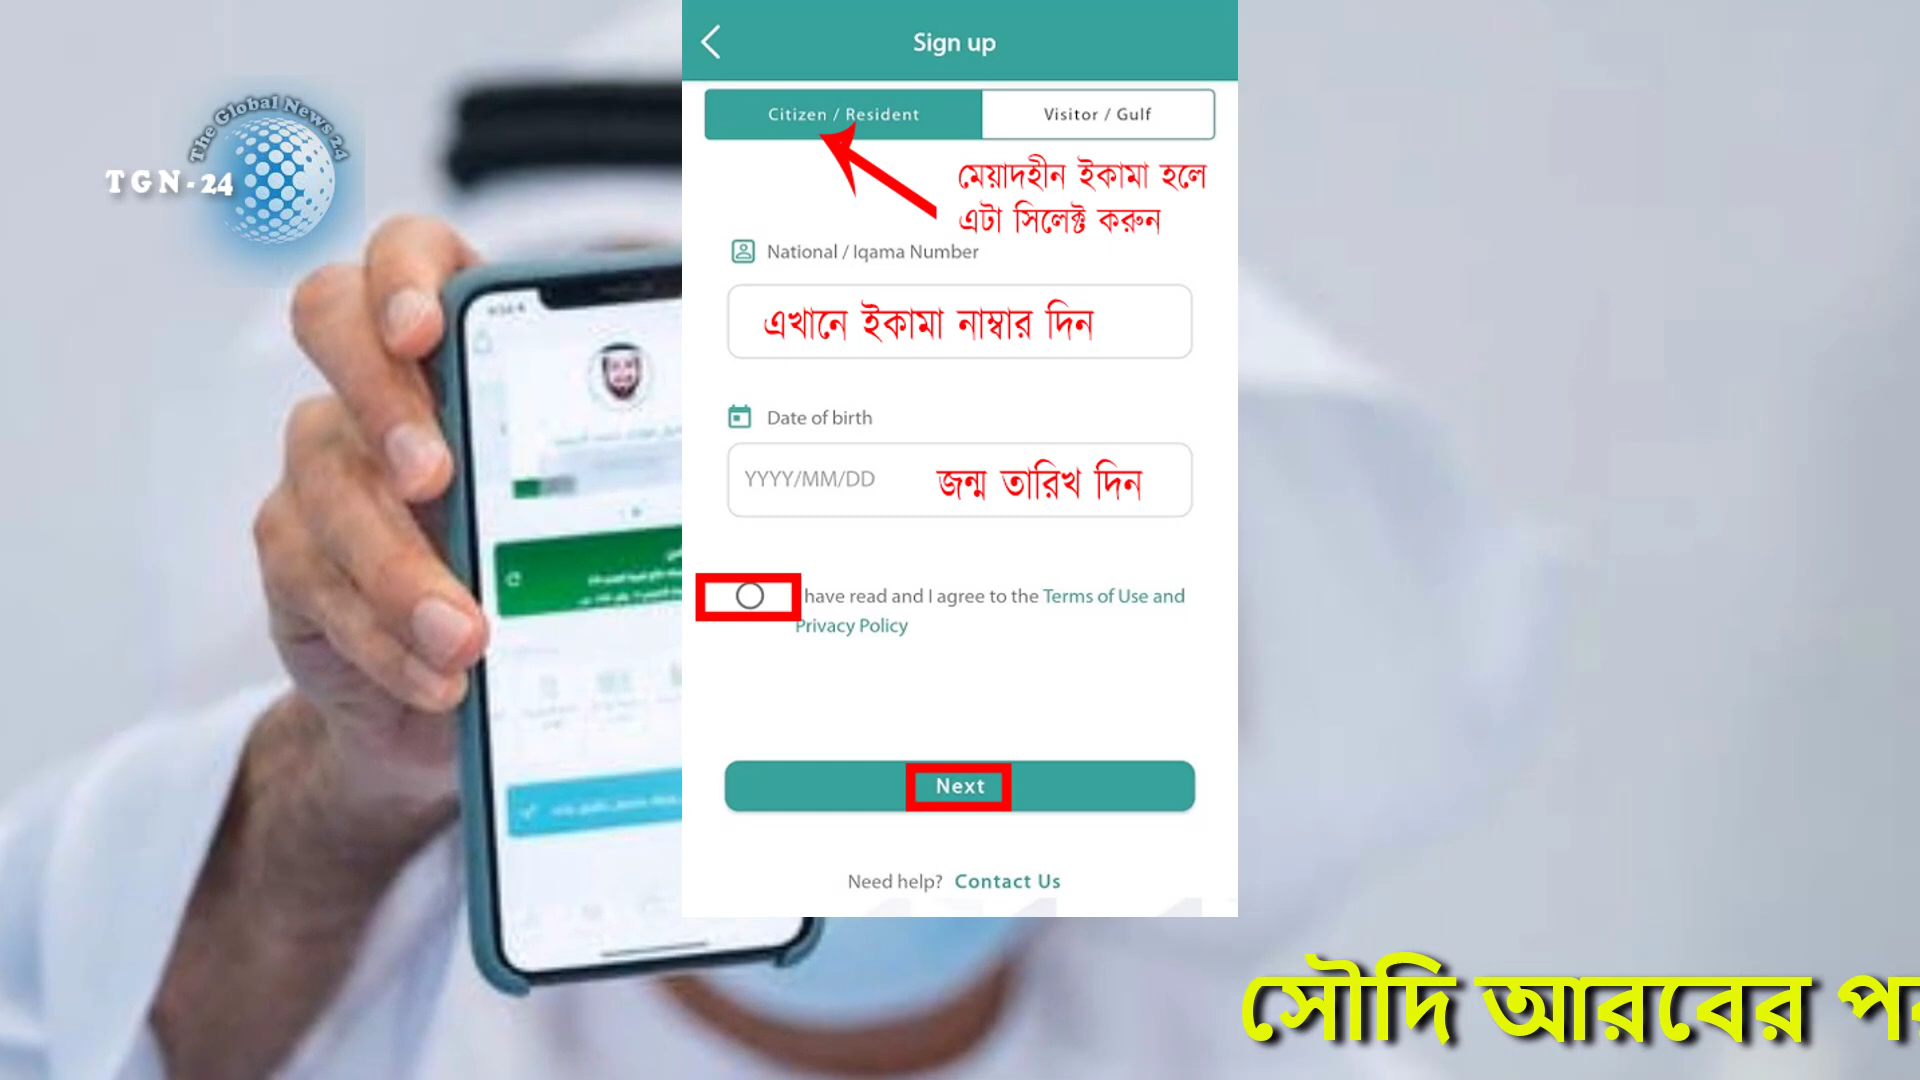 The Global News 24
TGN-24
Sign up
Citizen / Resident
Visitor / Gulf
মেয়াদহীন ইকামা হলে
এটা সিলেক্ট করুন
National / Iqama Number
এখানে ইকামা নাম্বার দিন
Date of birth
YYYY/MM/DD
জন্ম তারিখ দিন
have read and I agree to the Terms of Use and
Privacy Policy
Next
Need help? Contact Us
সৌদি আরবের